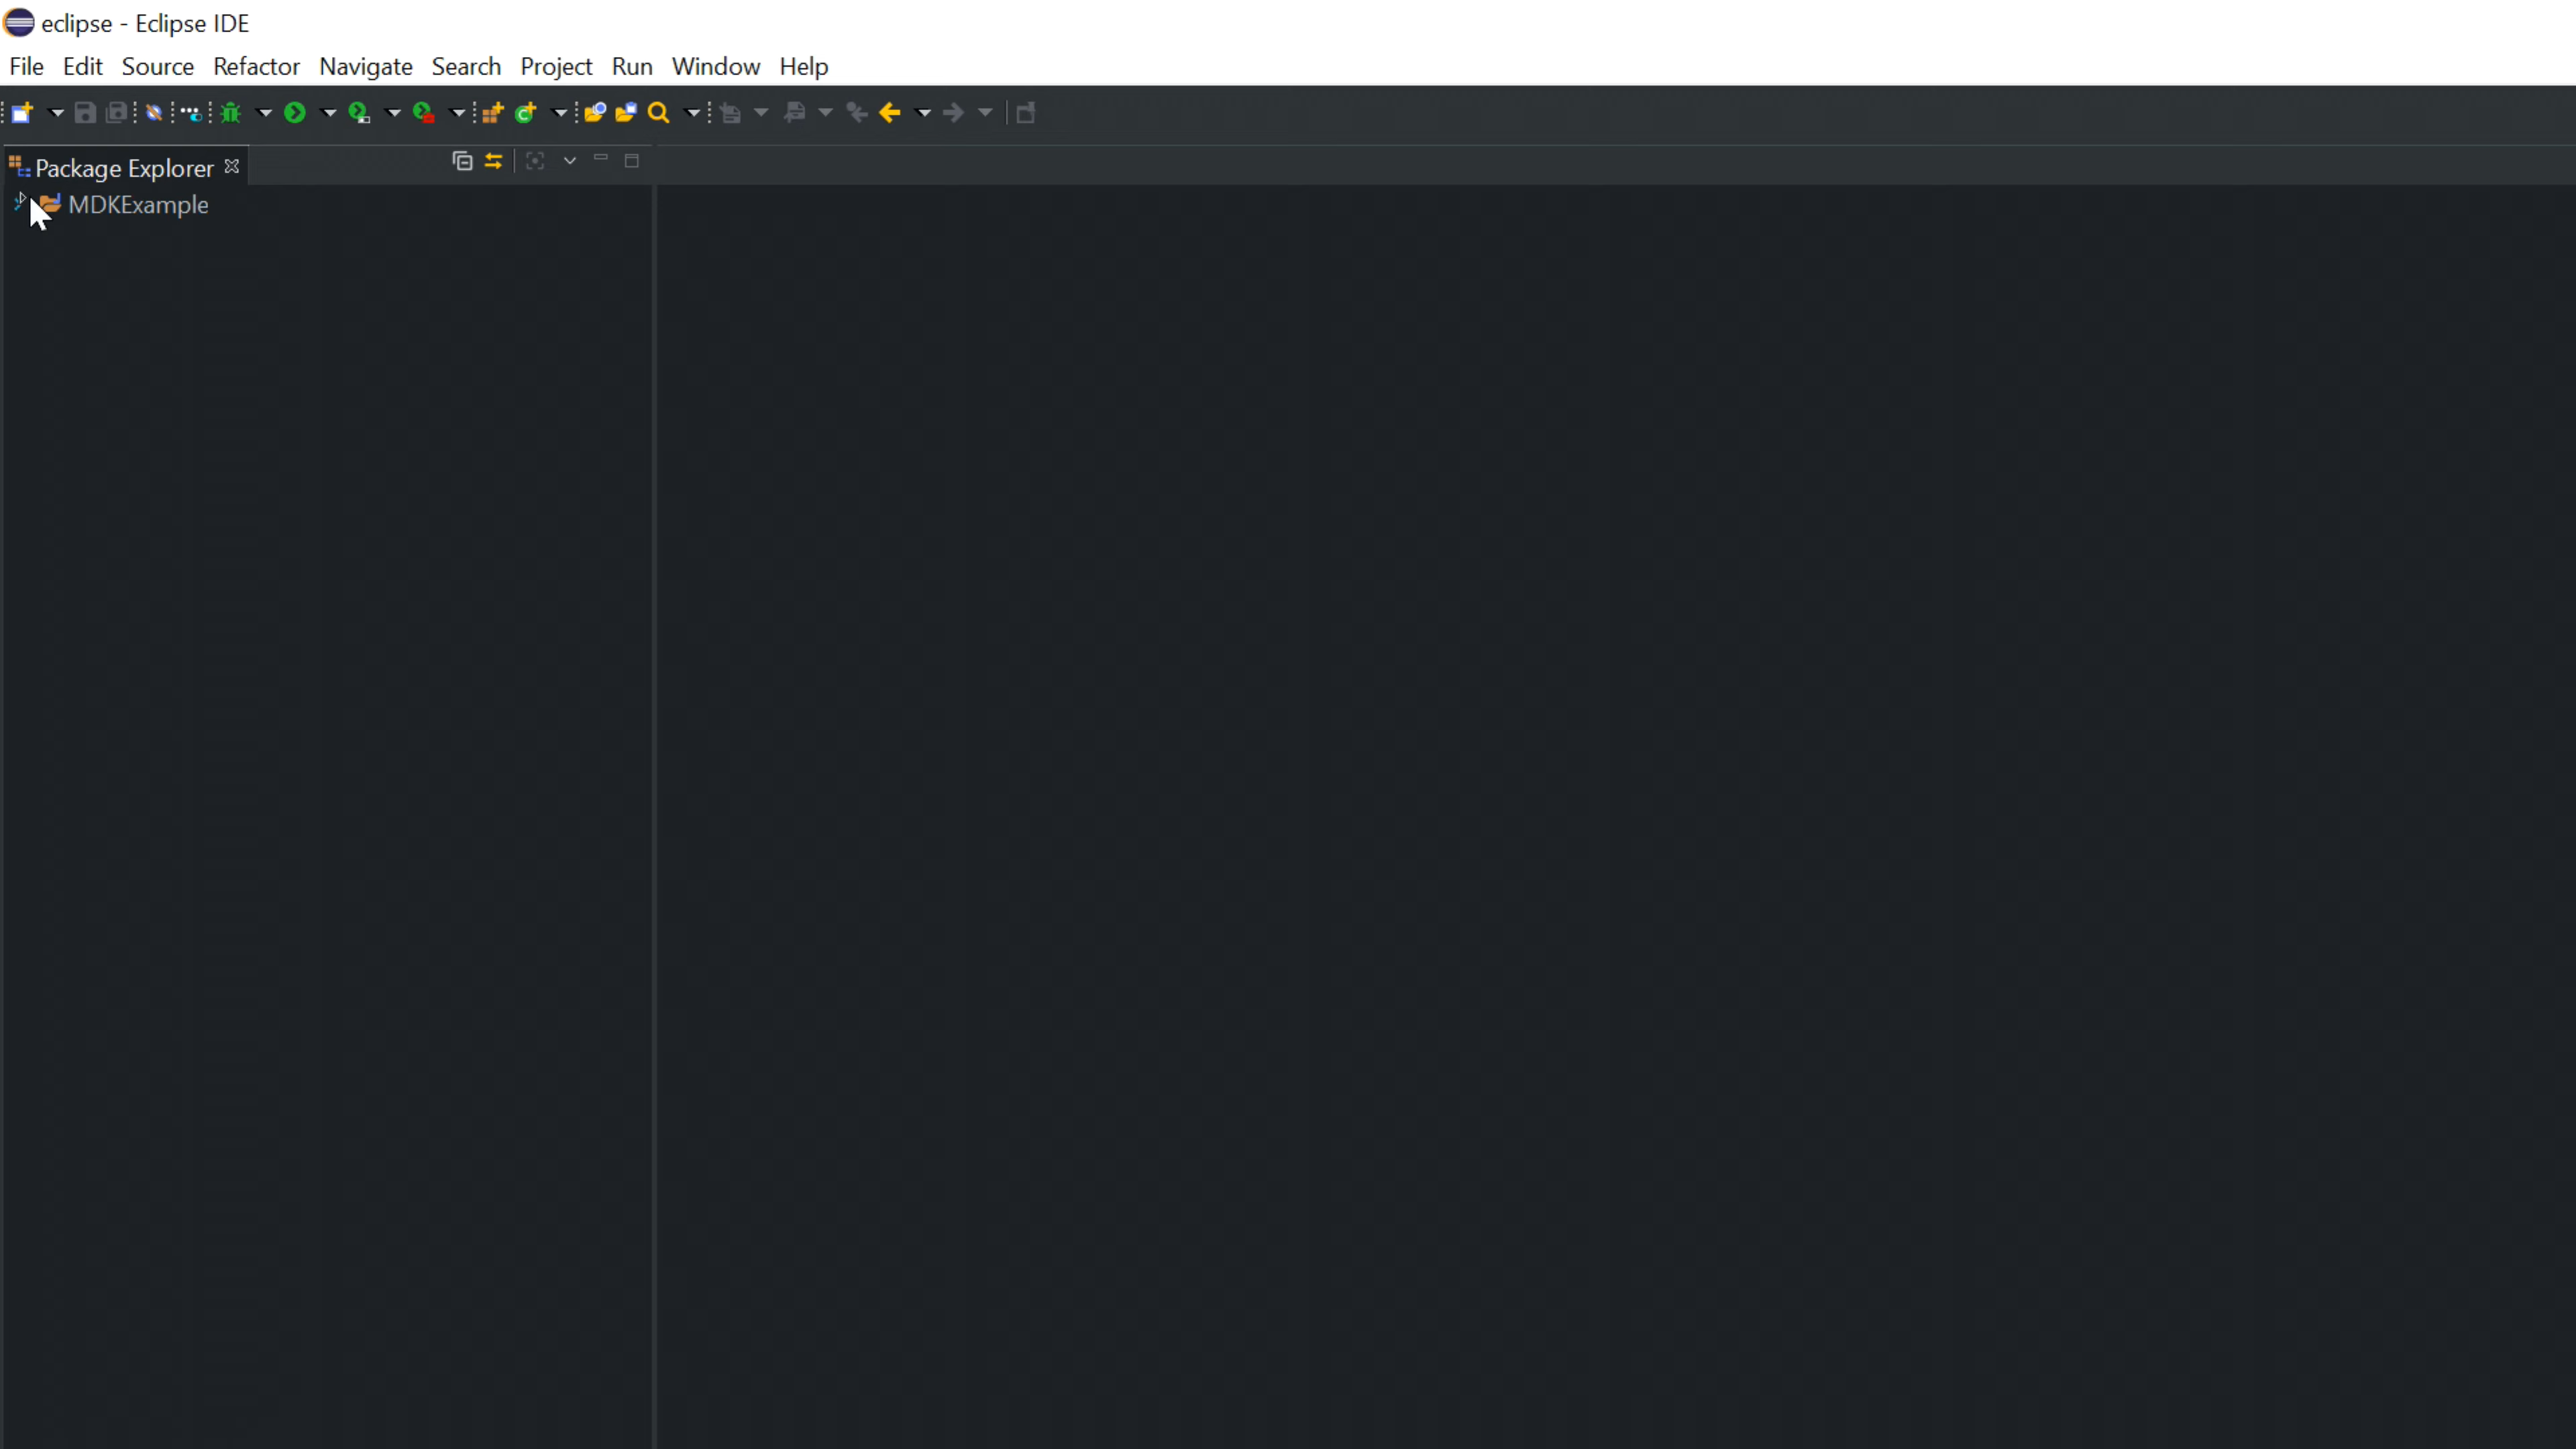 eclipse - Eclipse IDE
File Edit Source Refactor Navigate Search Project Run Window Help
Package Explorer
MDKExample